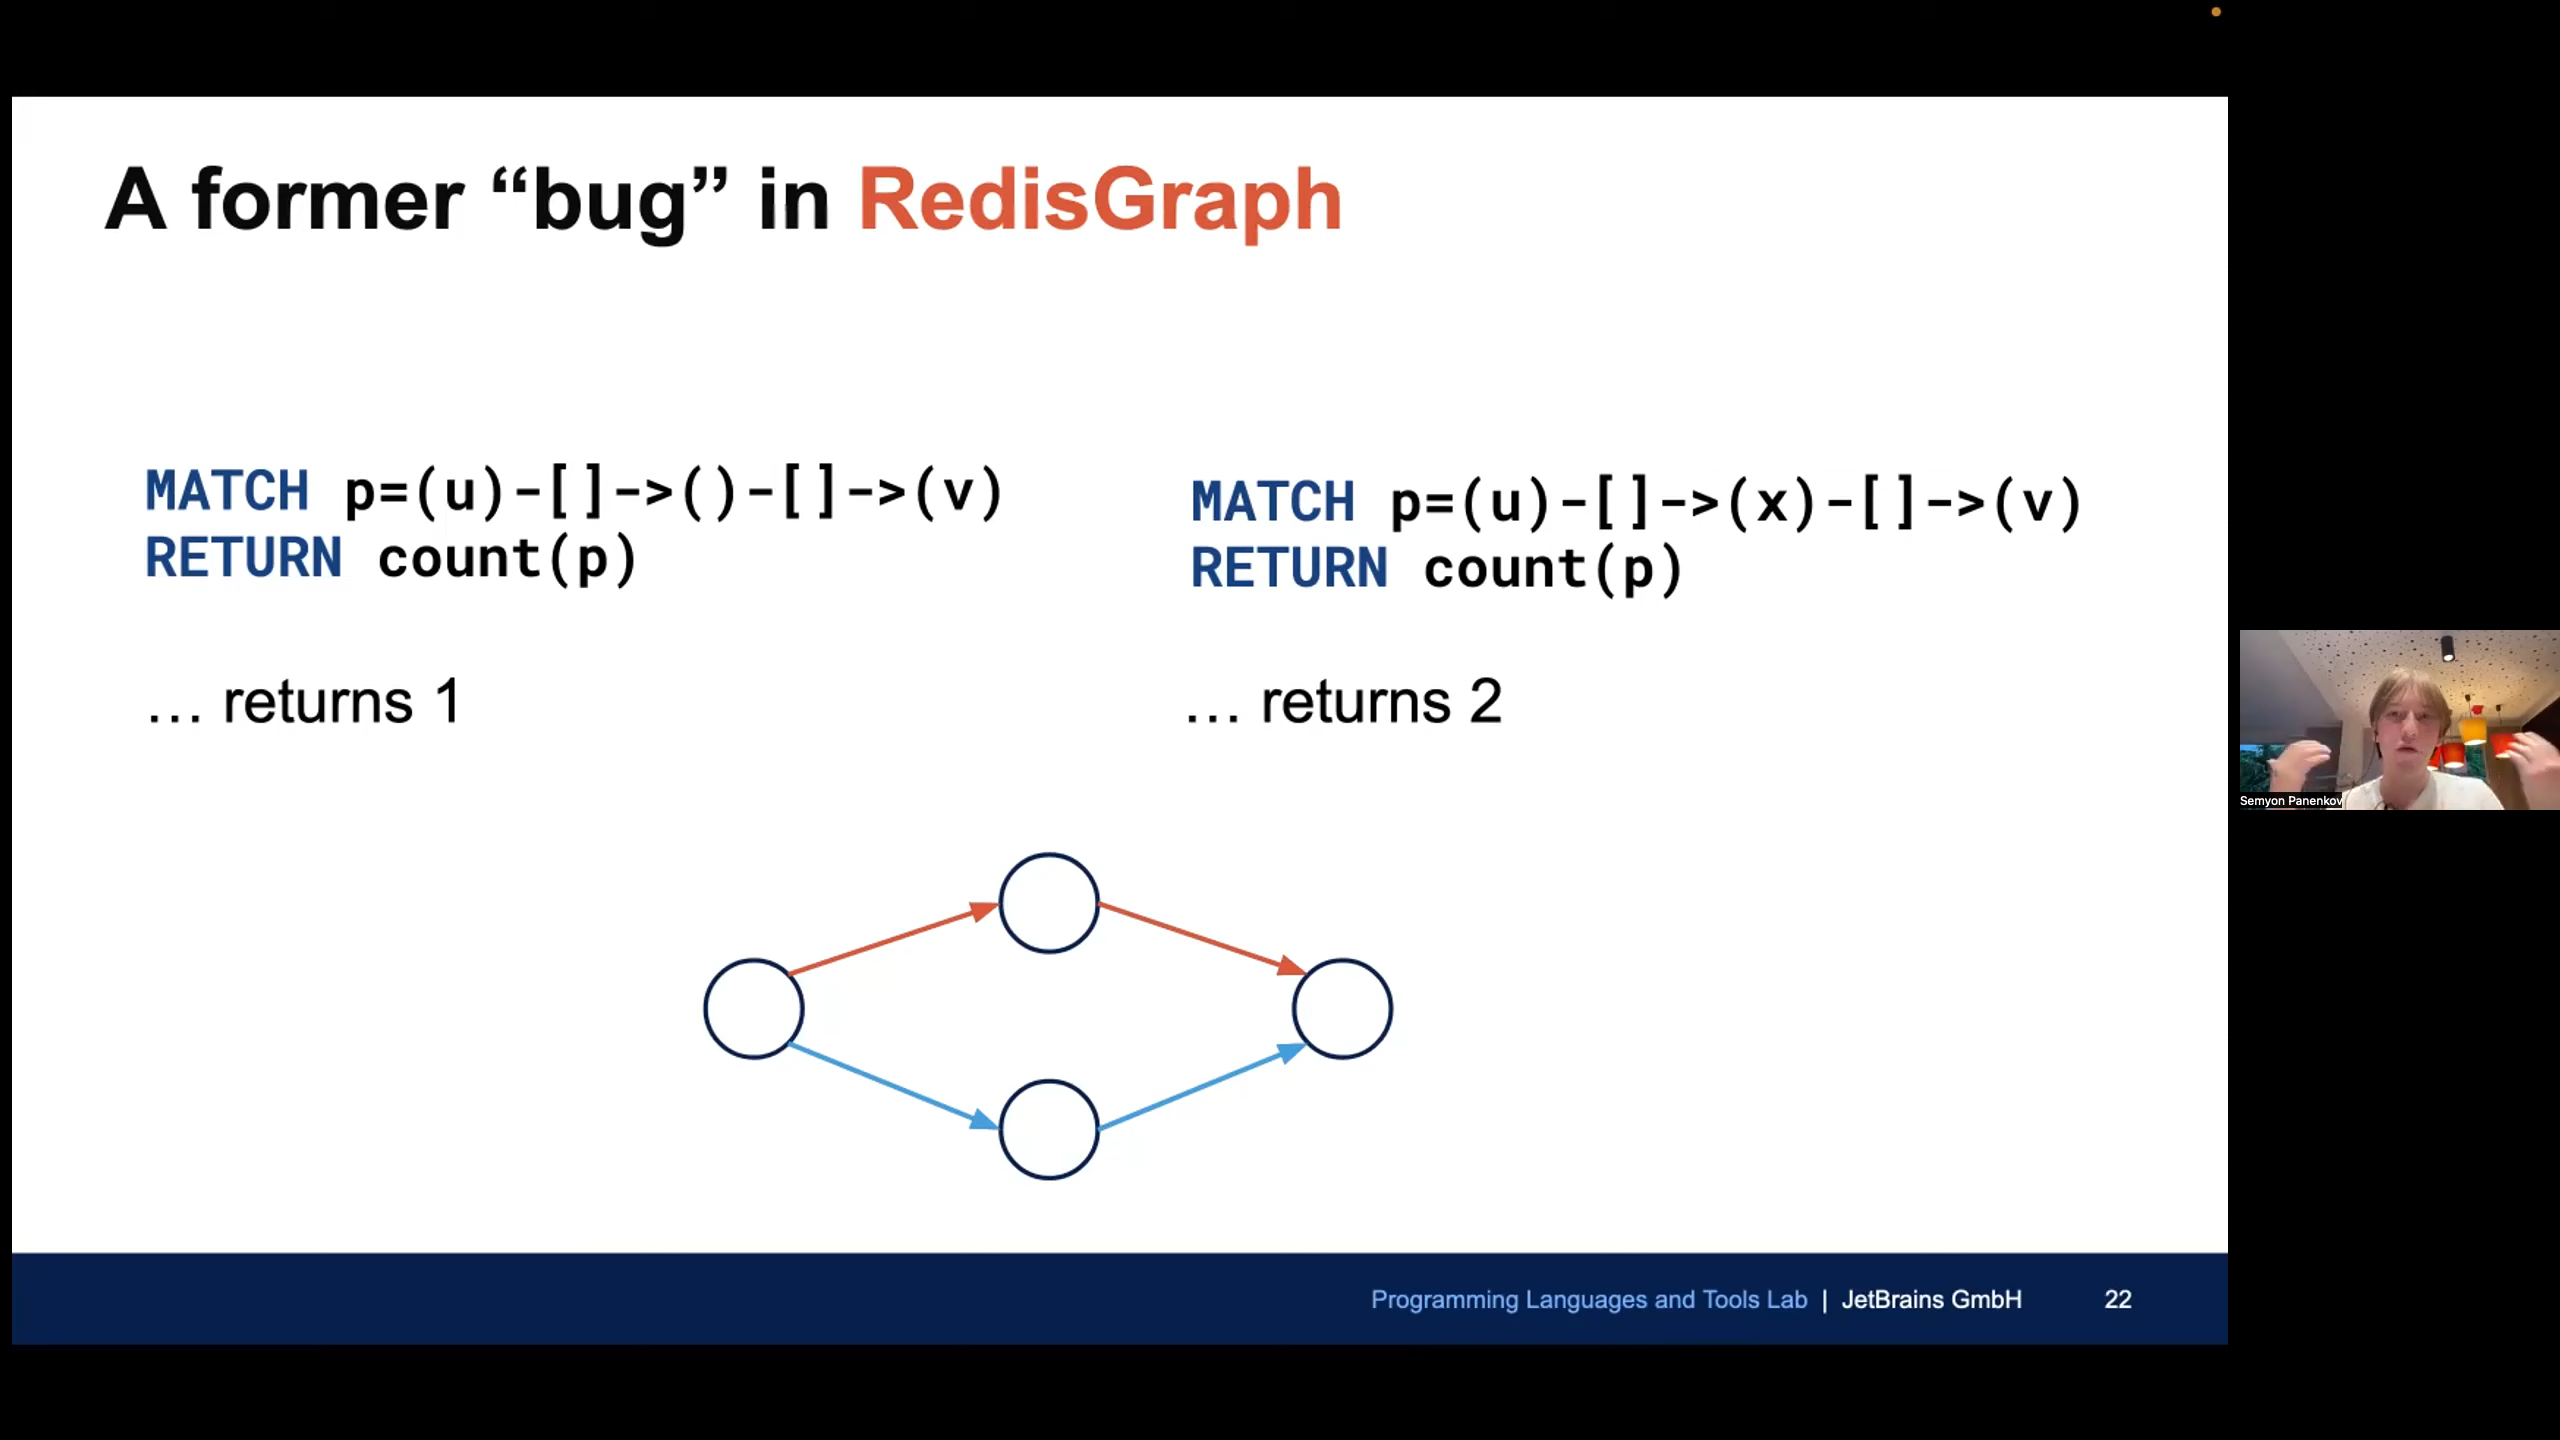 A former “bug” in RedisGraph
MATCH p=(u)-[]->()-[]->(v)
RETURN count(p)
… returns 1
MATCH p=(u)-[]->(x)-[]->(v)
RETURN count(p)
… returns 2
Semyon Panenkov
Programming Languages and Tools Lab | JetBrains GmbH 22